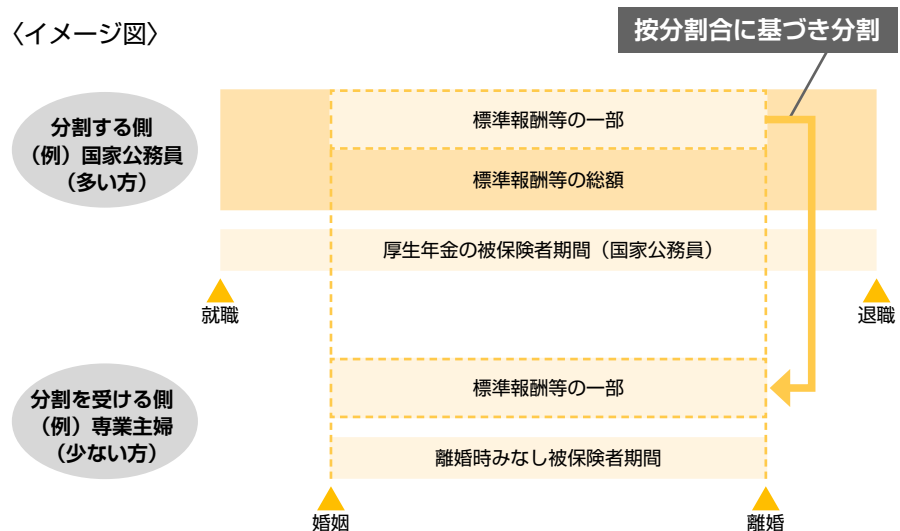 〈イメージ図〉
按分割合に基づき分割
分割する側
（例）国家公務員
（多い方）
標準報酬等の一部
標準報酬等の総額
厚生年金の被保険者期間（国家公務員）
就職
退職
分割を受ける側
（例）専業主婦
（少ない方）
標準報酬等の一部
離婚時みなし被保険者期間
婚姻
離婚